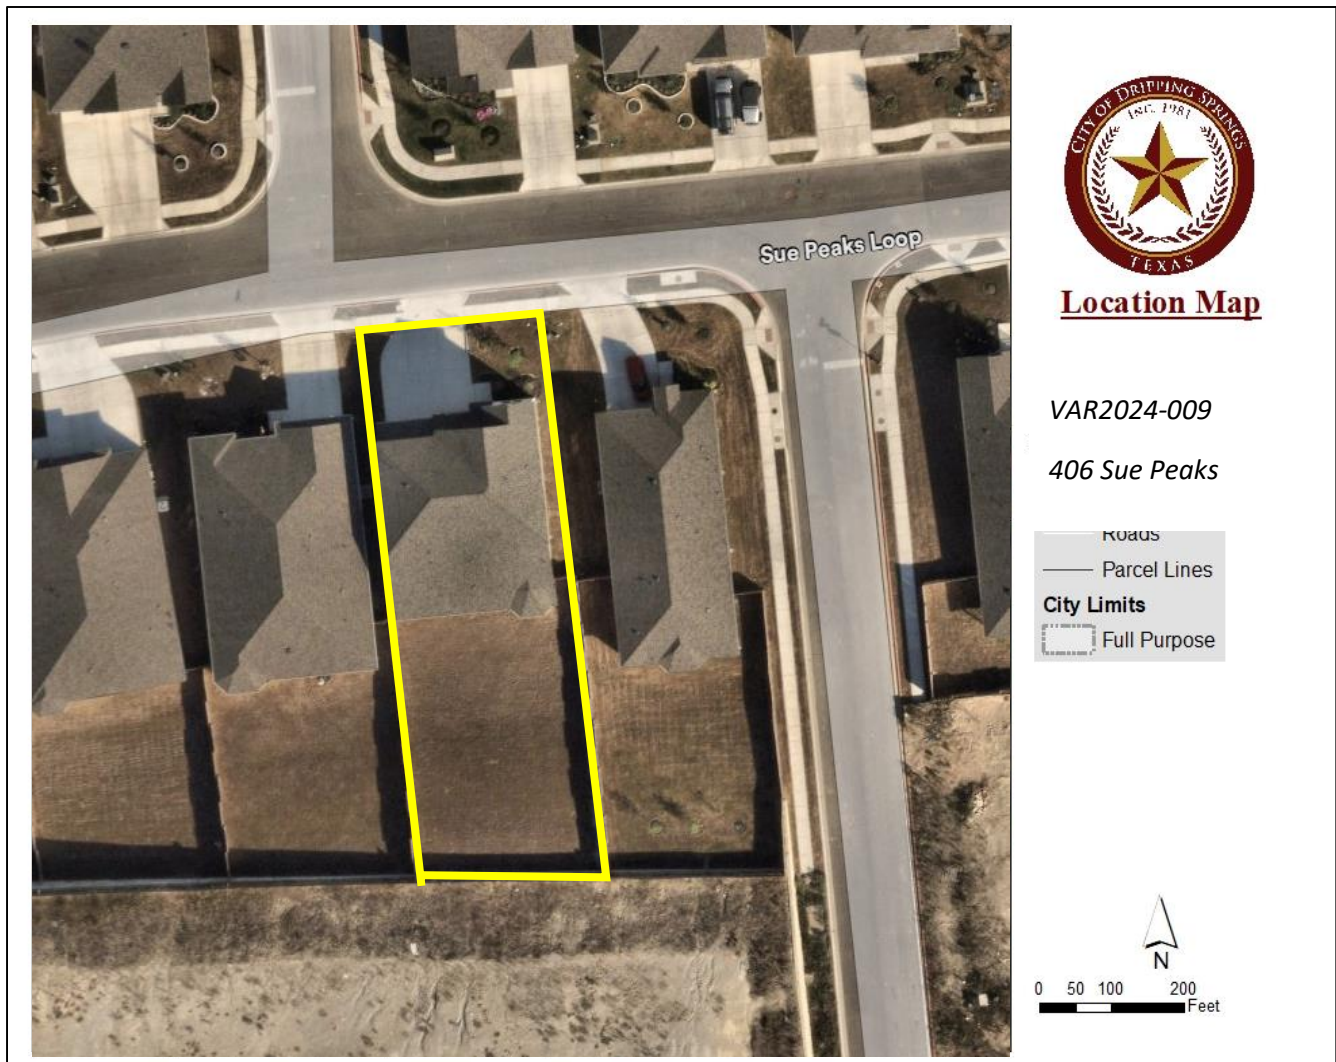 Sue Peaks Loop
CITY OF DRIPPING SPRINGS
INC. 1981
TEXAS
Location Map
VAR2024-009
406 Sue Peaks
Roads
Parcel Lines
City Limits
Full Purpose
N
0 50 100 200
Feet